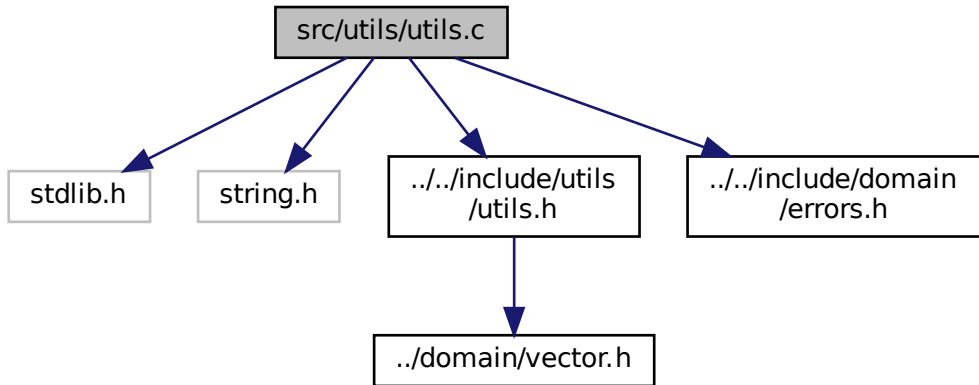 src/utils/utils.c
stdlib.h
string.h
../../include/utils
/utils.h
../../include/domain
/errors.h
../domain/vector.h